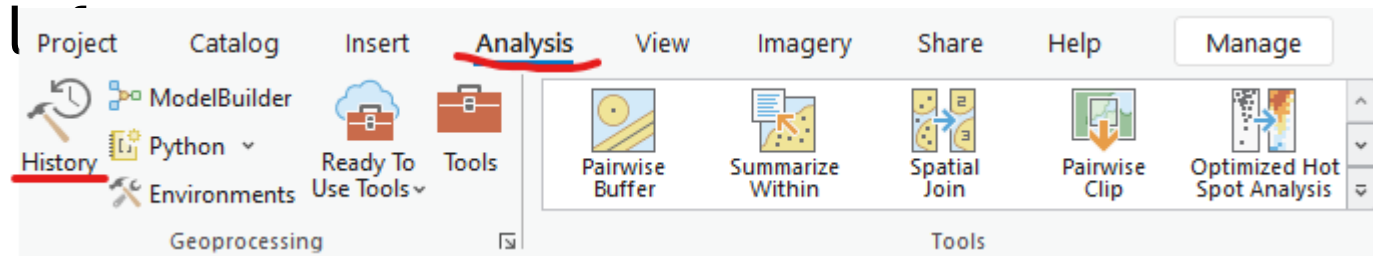 Project Catalog Insert Analysis View Imagery Share Help Manage
History
ModelBuilder
Python
Environments
Ready To
Use Tools
Tools
Pairwise
Buffer
Summarize
Within
Spatial
Join
Pairwise
Clip
Optimized Hot
Spot Analysis
Geoprocessing
Tools